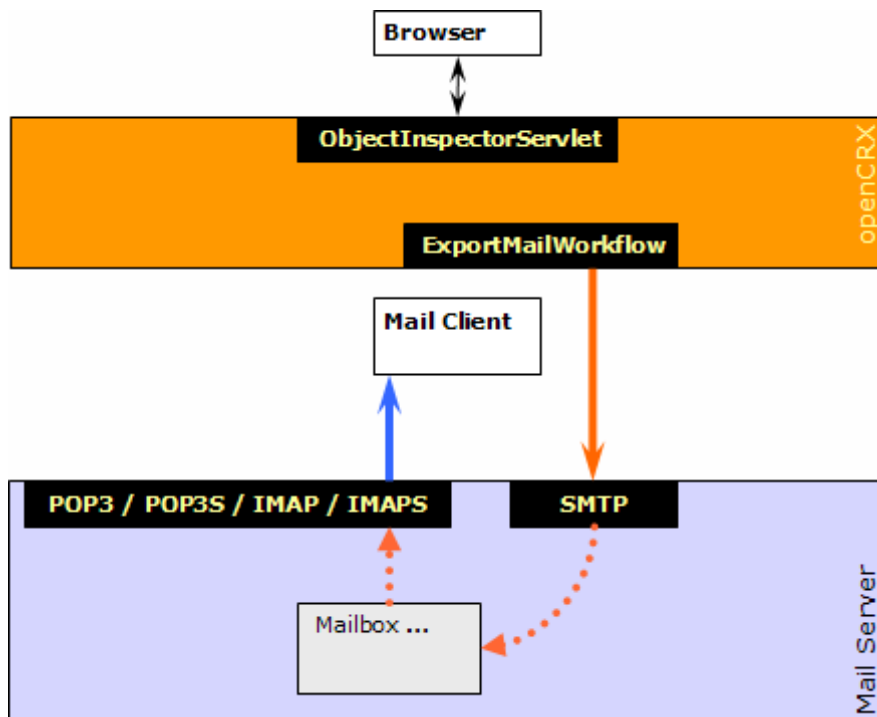 Browser
ObjectInspectorServlet
openCRX
ExportMailWorkflow
Mail Client
POP3 / POP3S / IMAP / IMAPS
SMTP
Mailbox ...
Mail Server